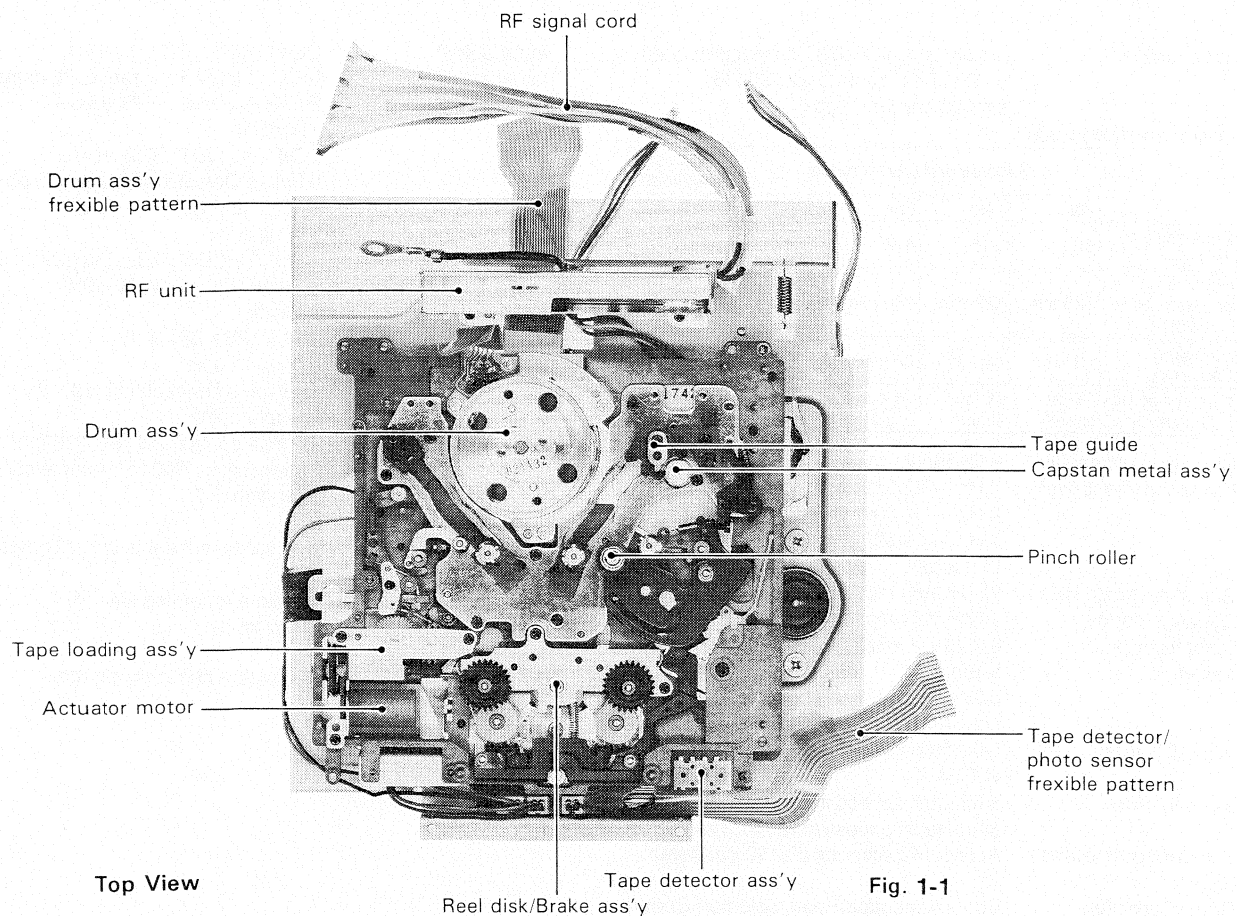 RF signal cord
Drum ass'y
frexible pattern
RF unit
Drum ass'y
1742
Tape guide
Capstan metal ass'y
Pinch roller
Tape loading ass'y
Actuator motor
Tape detector/
photo sensor
frexible pattern
Top View
Reel disk/Brake ass'y
Tape detector ass'y
Fig. 1-1